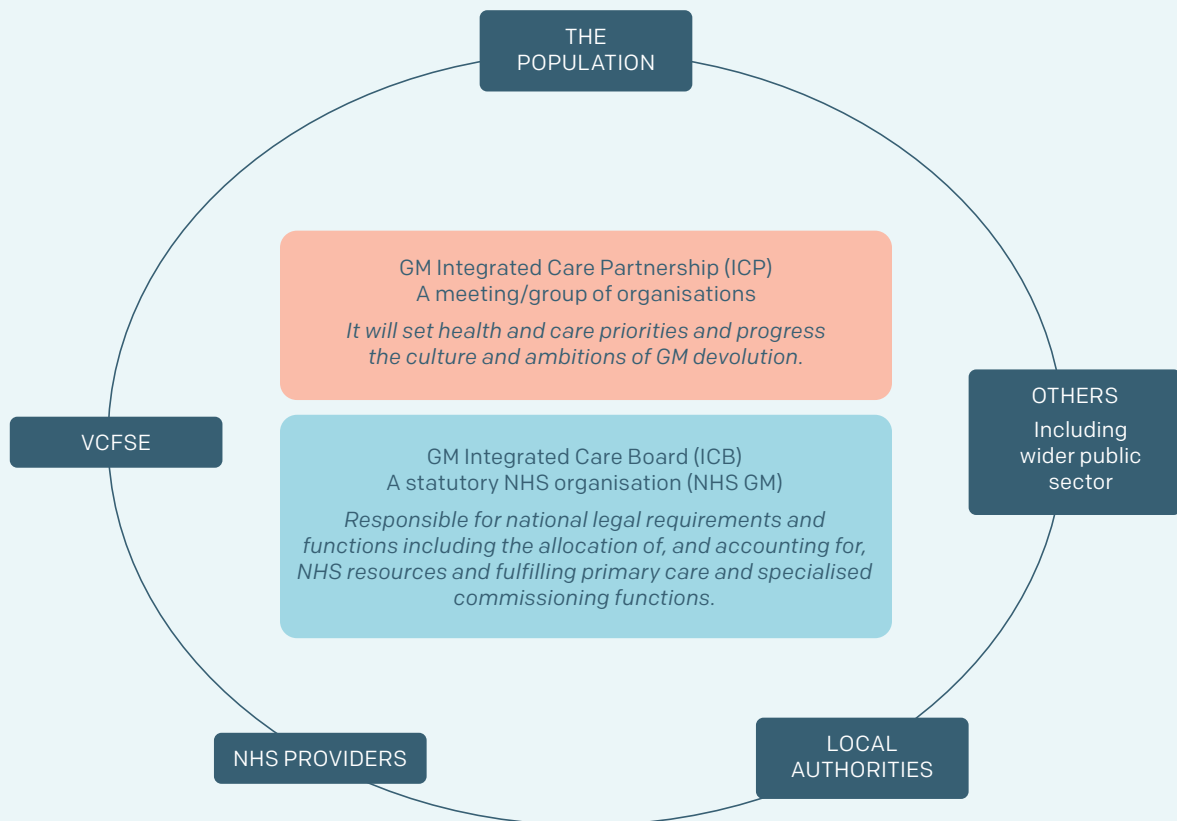 THE
POPULATION
GM Integrated Care Partnership (ICP)
A meeting/group of organisations
It will set health and care priorities and progress
the culture and ambitions of GM devolution.
OTHERS
Including
wider public
sector
VCFSE
GM Integrated Care Board (ICB)
A statutory NHS organisation (NHS GM)
Responsible for national legal requirements and
functions including the allocation of, and accounting for,
NHS resources and fulfilling primary care and specialised
commissioning functions.
NHS PROVIDERS
LOCAL
AUTHORITIES